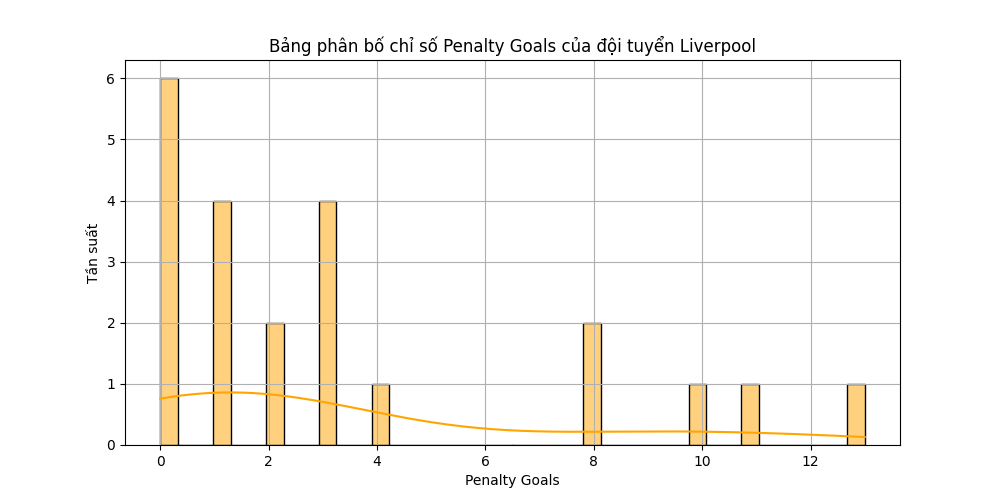 Bảng phân bố chỉ số Penalty Goals của đội tuyển Liverpool
6
5
4
3
2
1
0
Tần suất
0 2 4 6 8 10 12
Penalty Goals